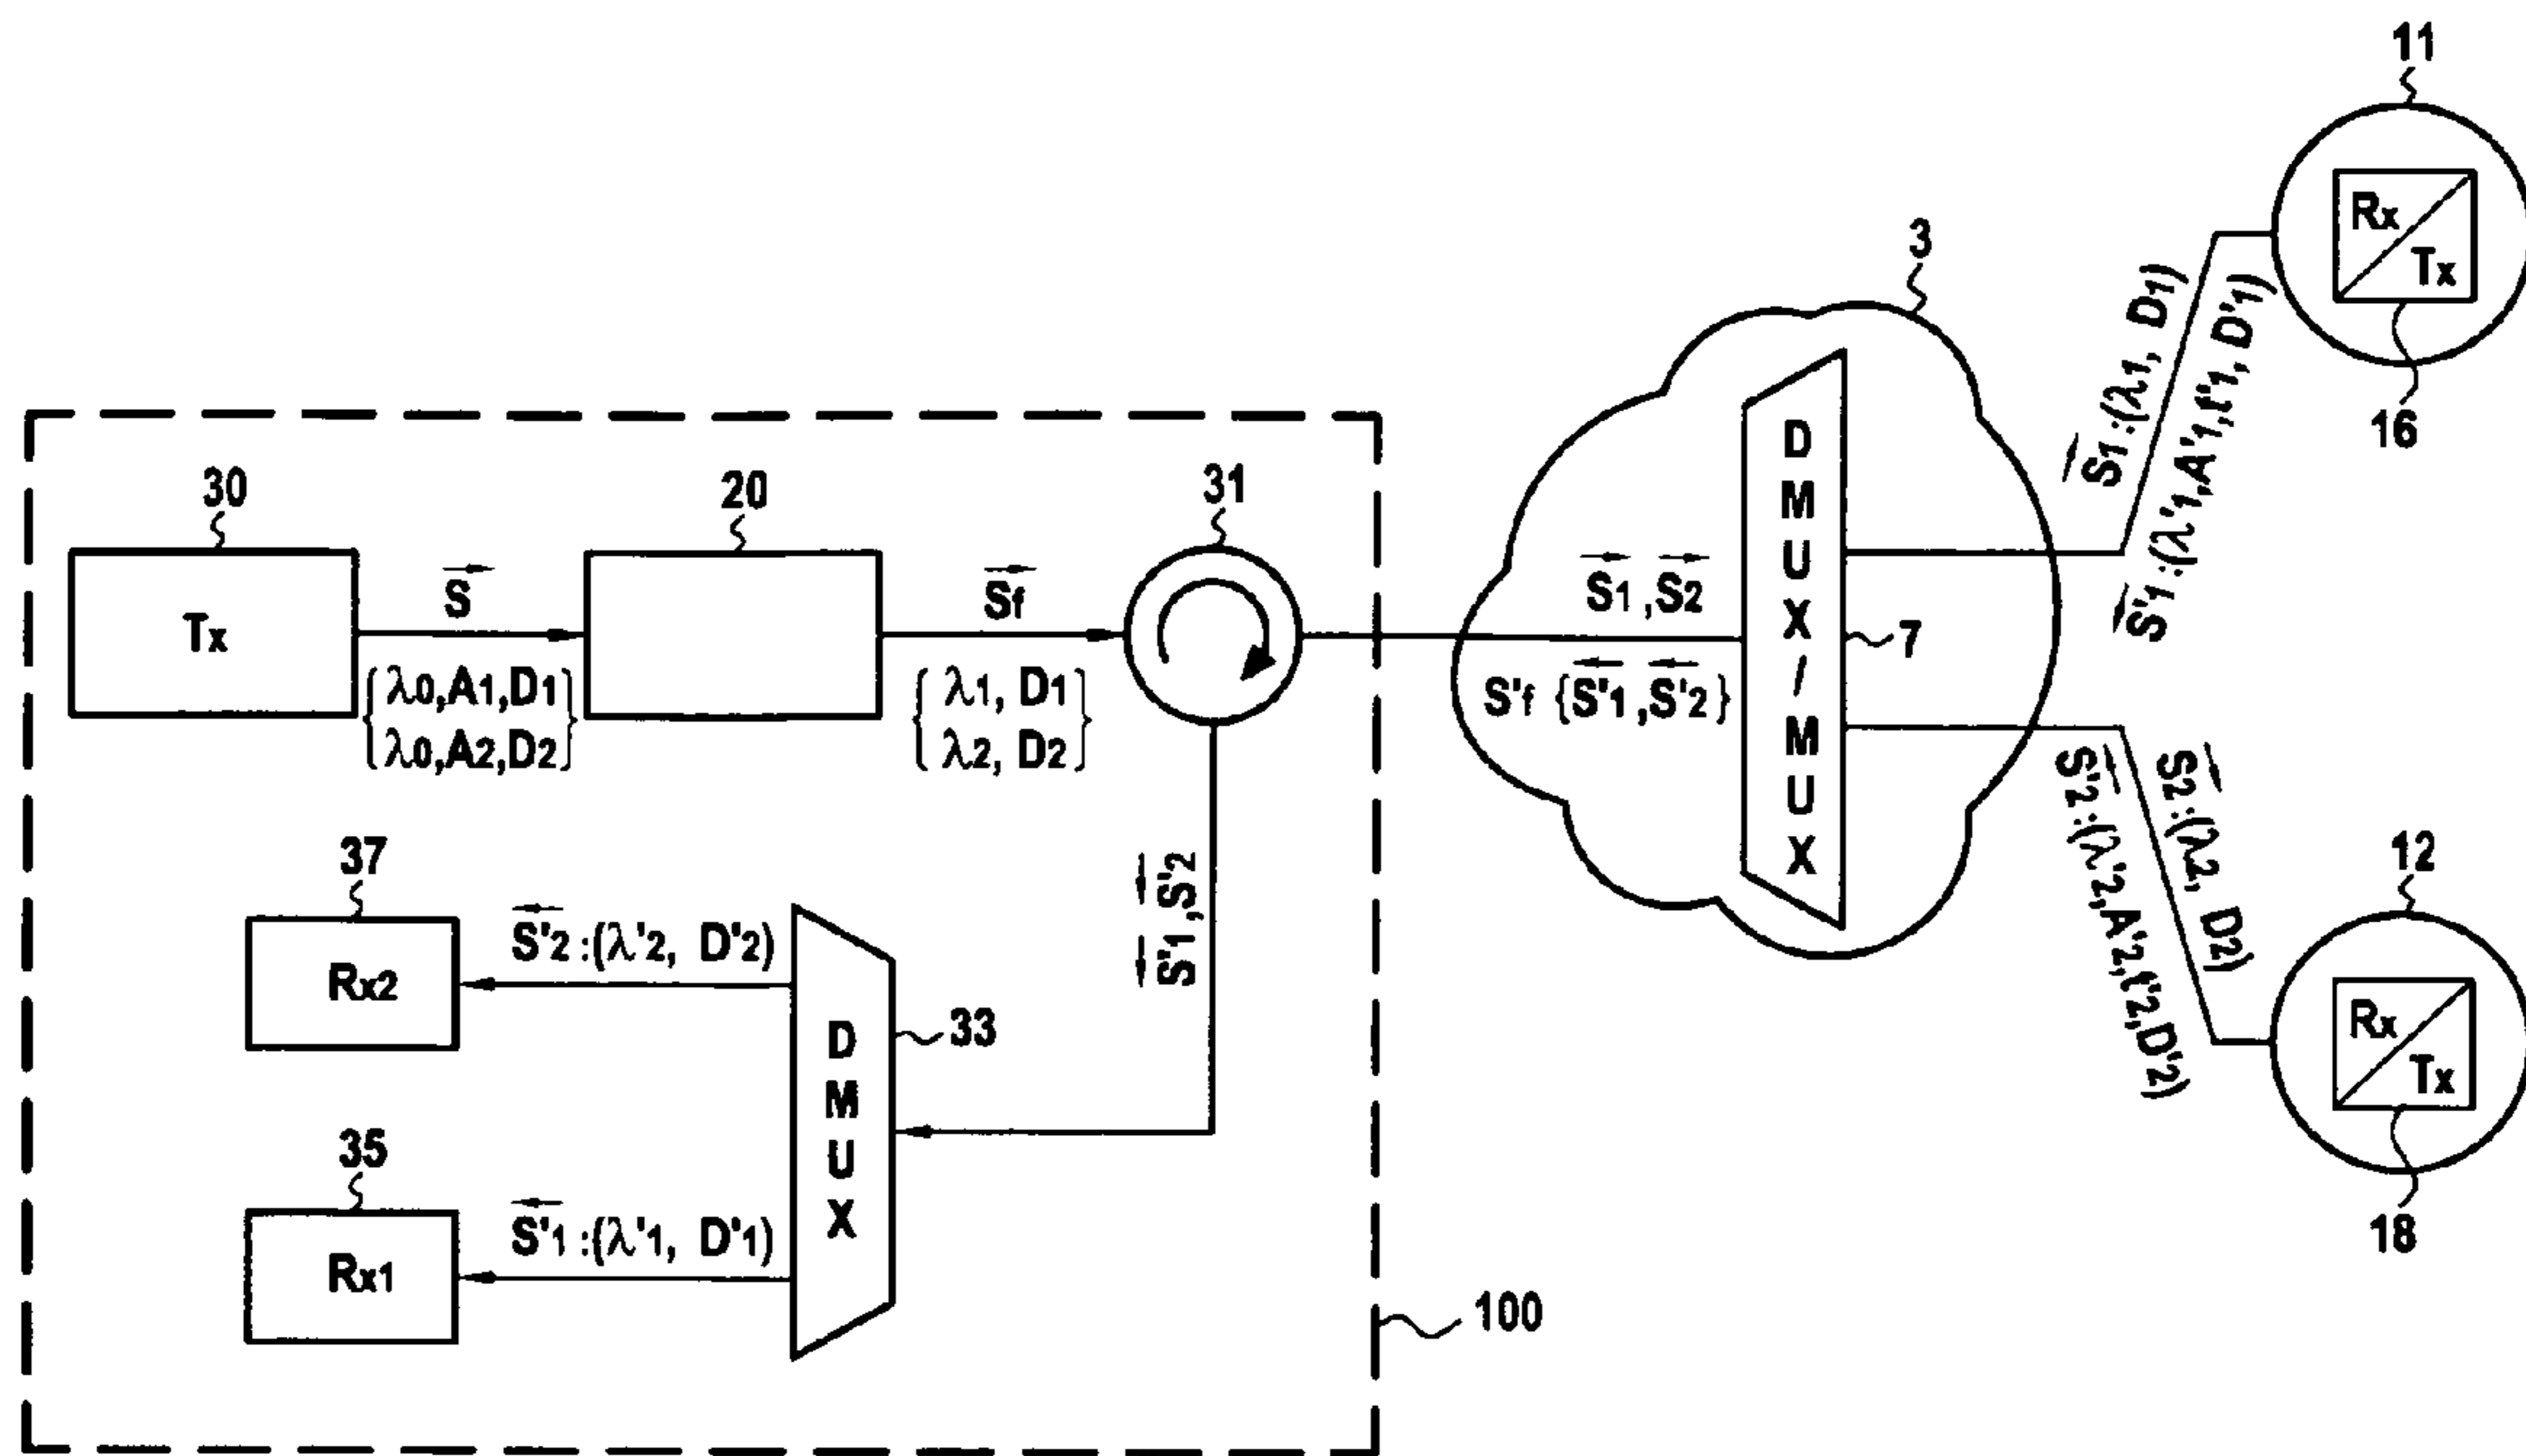 11
Rx
Tx
16
3
S1 :(λ1, D1)
S'1 :(λ'1,A'1,t'1, D'1)
30
20
31
Tx
S
{λ0,A1,D1}
{λ0,A2,D2}
Sf
{λ1, D1}
{λ2, D2}
S1 ,S2
S'f {S'1 ,S'2}
DMUX/MUX
7
S2 :(λ2, D2)
S'2 :(λ'2,A'2,t'2,D'2)
12
Rx
Tx
18
37
Rx2
S'2 :(λ'2, D'2)
S'1 ,S'2
DMUX
33
35
Rx1
S'1 :(λ'1, D'1)
100